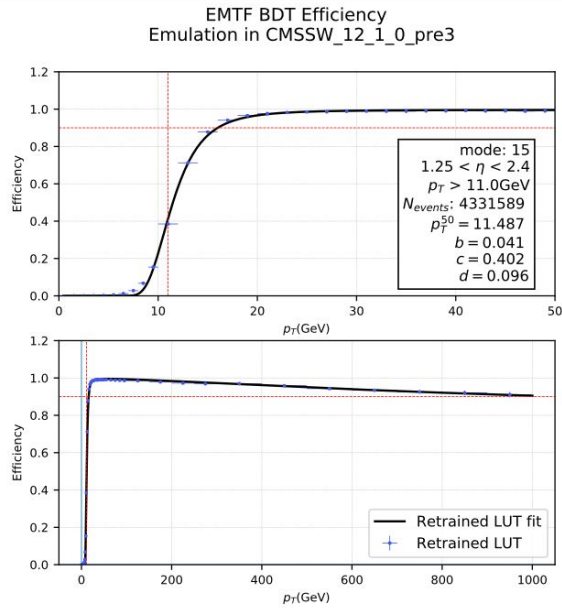 EMTF BDT Efficiency
Emulation in CMSSW_12_1_0_pre3
1.2
1.0
0.8
0.6
0.4
0.2
0.0
Efficiency
mode: 15
1.25 < η < 2.4
p_T > 11.0GeV
N_events: 4331589
p_T^50 = 11.487
b = 0.041
c = 0.402
d = 0.096
0 10 20 30 40 50
p_T(GeV)
1.2
1.0
0.8
0.6
0.4
0.2
0.0
Efficiency
Retrained LUT fit
Retrained LUT
0 200 400 600 800 1000
p_T(GeV)